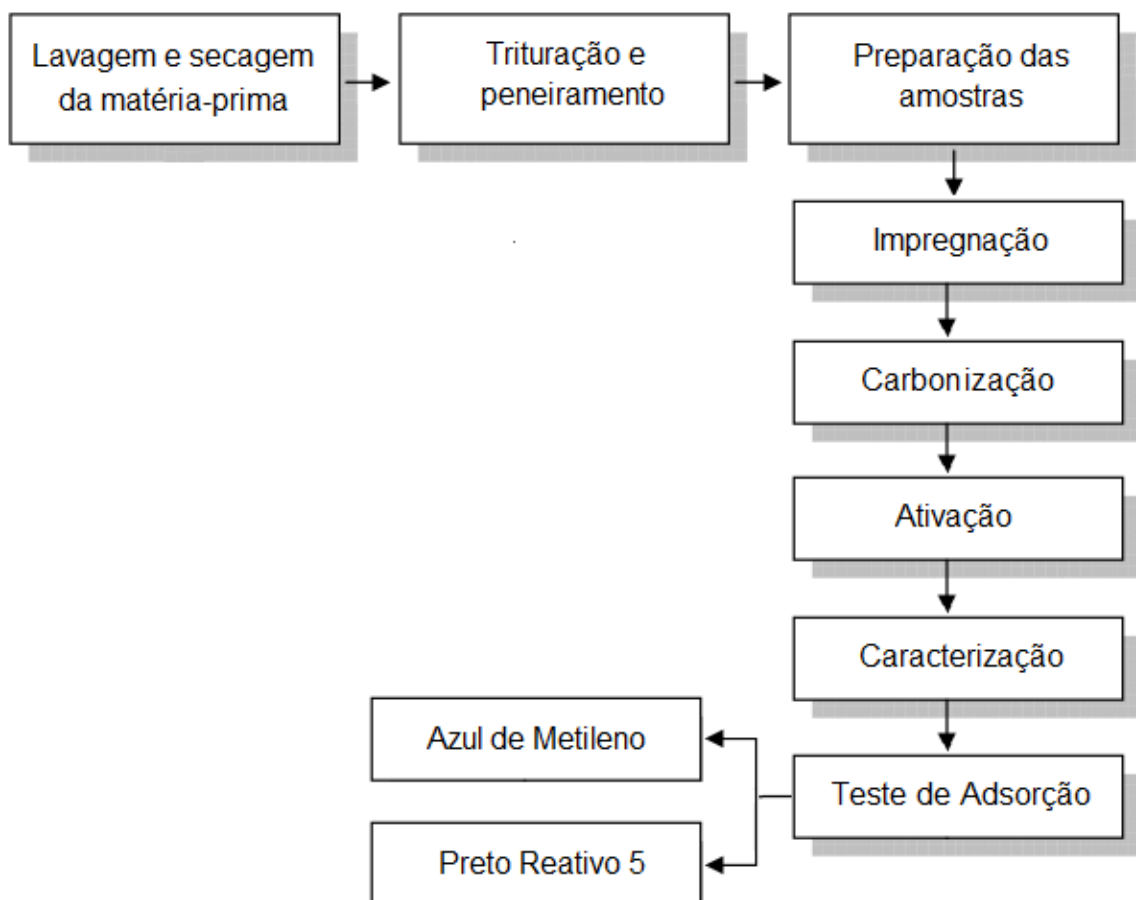 Lavagem e secagem
da matéria-prima
Trituração e
peneiramento
Preparação das
amostras
Impregnação
Carbonização
Ativação
Caracterização
Teste de Adsorção
Azul de Metileno
Preto Reativo 5